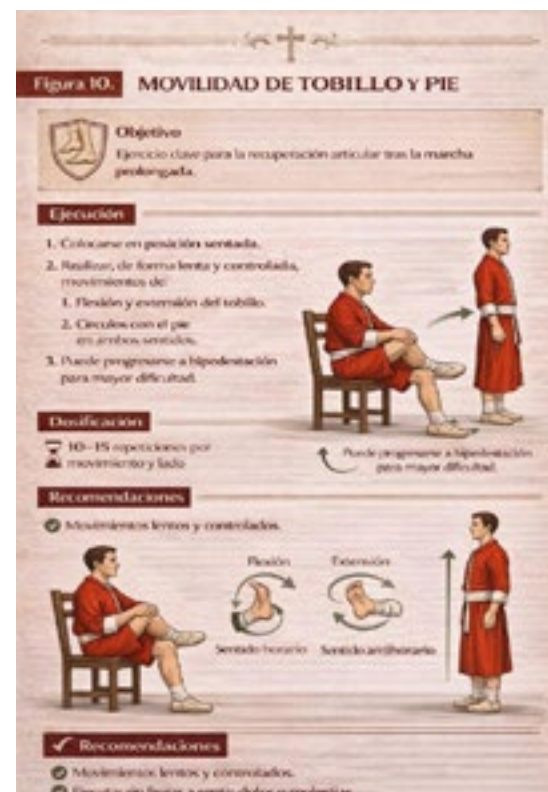 Figura 10. MOVILIDAD DE TOBILLO Y PIE
Objetivo
Ejercicio clave para la recuperación articular tras la marcha
prolongada.
Ejecución
1. Colocarse en posición sentada.
2. Realizar, de forma lenta y controlada,
movimientos de:
1. Flexión y extensión del tobillo.
2. Círculos con el pie
en ambos sentidos.
3. Puede progresarse a bipedestación
para mayor dificultad.
Dosificación
10–15 repeticiones por
movimiento y lado
Puede progresarse a bipedestación
para mayor dificultad.
Recomendaciones
Movimientos lentos y controlados.
Flexión Extensión
Sentido horario Sentido antihorario
Recomendaciones
Movimientos lentos y controlados.